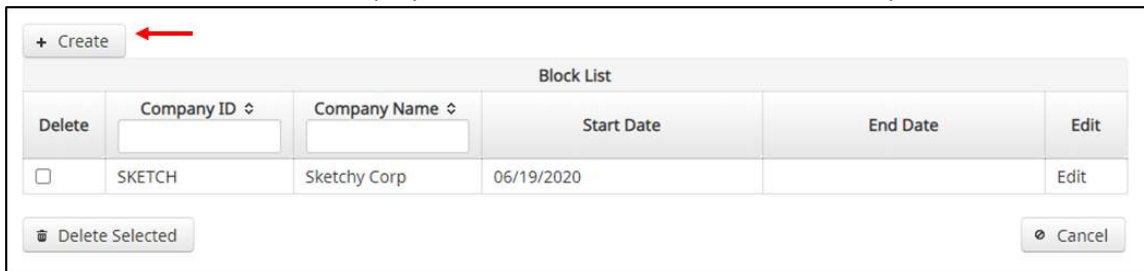 + Create
Block List
Delete Company ID Company Name Start Date End Date Edit
SKETCH Sketchy Corp 06/19/2020 Edit
Delete Selected Cancel